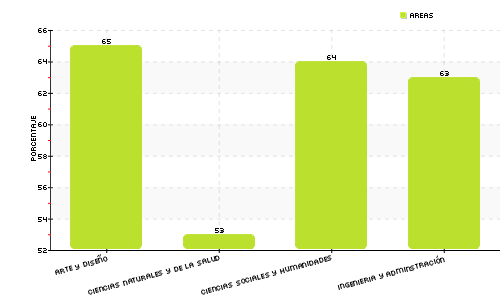 AREAS
PORCENTAJE
66
64
62
60
58
56
54
52
65
53
64
63
ARTE Y DISEÑO
CIENCIAS NATURALES Y DE LA SALUD
CIENCIAS SOCIALES Y HUMANIDADES
INGENIERIA Y ADMINSTRACIÓN